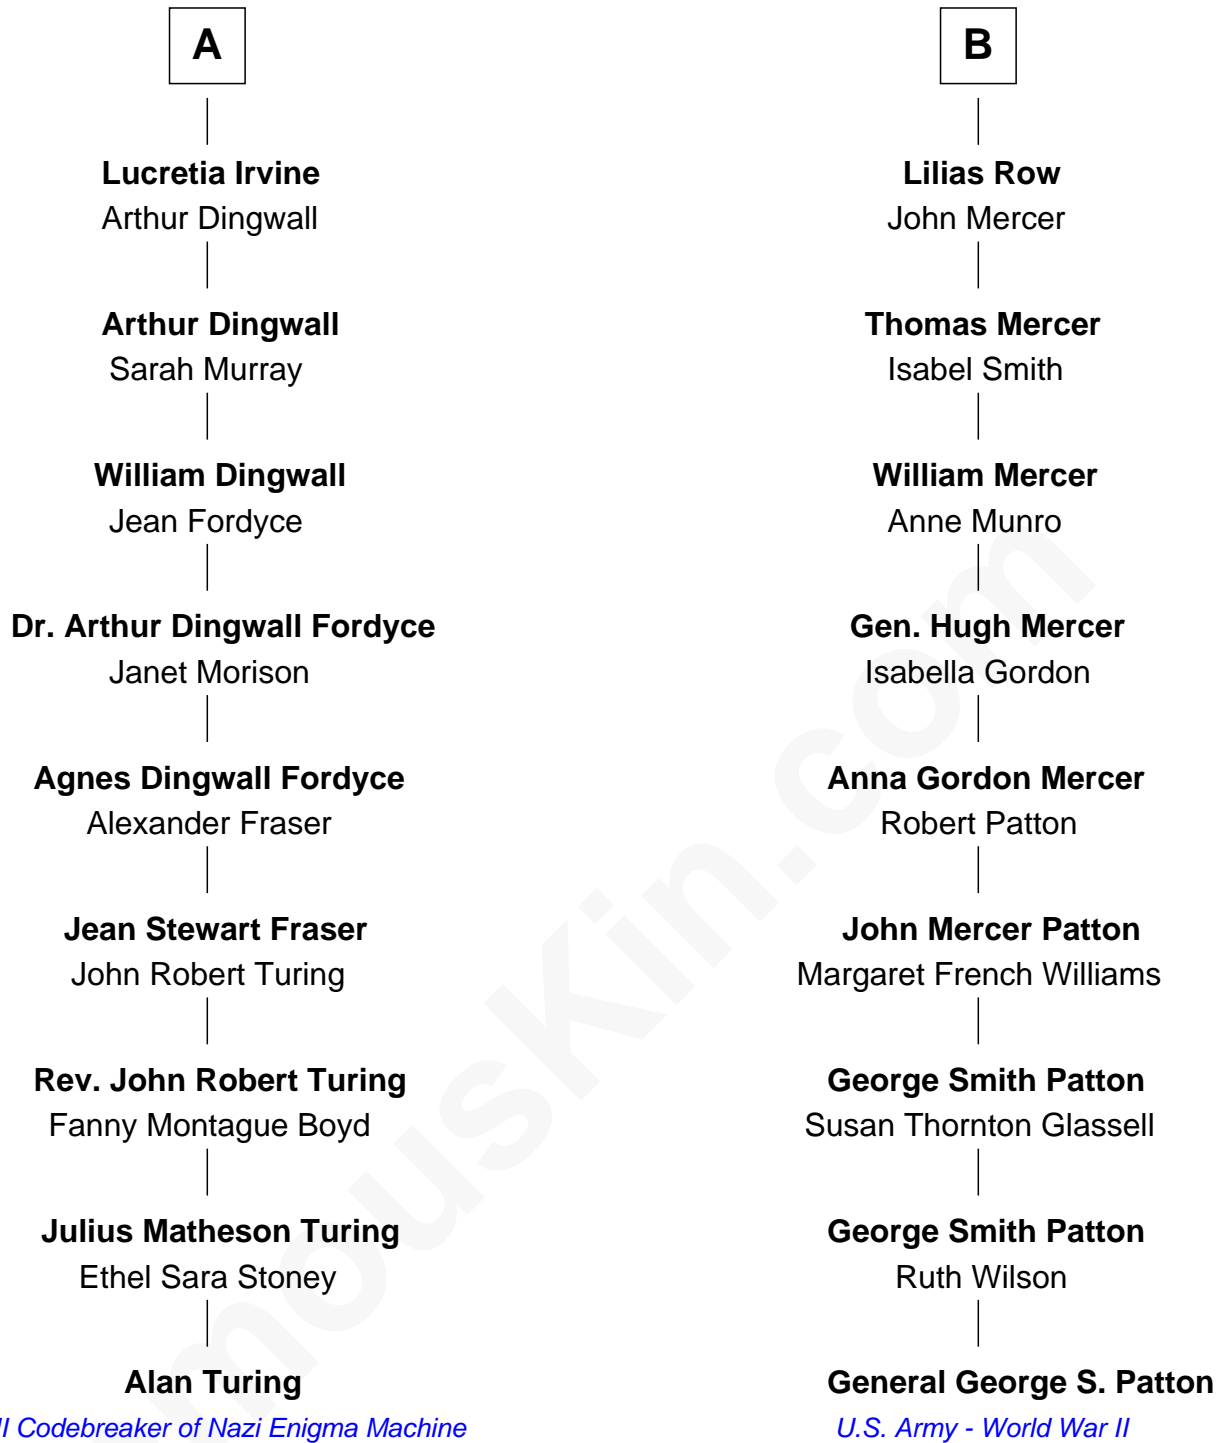 A
Lucretia Irvine
Arthur Dingwall
Arthur Dingwall
Sarah Murray
William Dingwall
Jean Fordyce
Dr. Arthur Dingwall Fordyce
Janet Morison
Agnes Dingwall Fordyce
Alexander Fraser
Jean Stewart Fraser
John Robert Turing
Rev. John Robert Turing
Fanny Montague Boyd
Julius Matheson Turing
Ethel Sara Stoney
Alan Turing
Codebreaker of Nazi Enigma Machine
B
Lilias Row
John Mercer
Thomas Mercer
Isabel Smith
William Mercer
Anne Munro
Gen. Hugh Mercer
Isabella Gordon
Anna Gordon Mercer
Robert Patton
John Mercer Patton
Margaret French Williams
George Smith Patton
Susan Thornton Glassell
George Smith Patton
Ruth Wilson
General George S. Patton
U.S. Army - World War II
mousKin.com